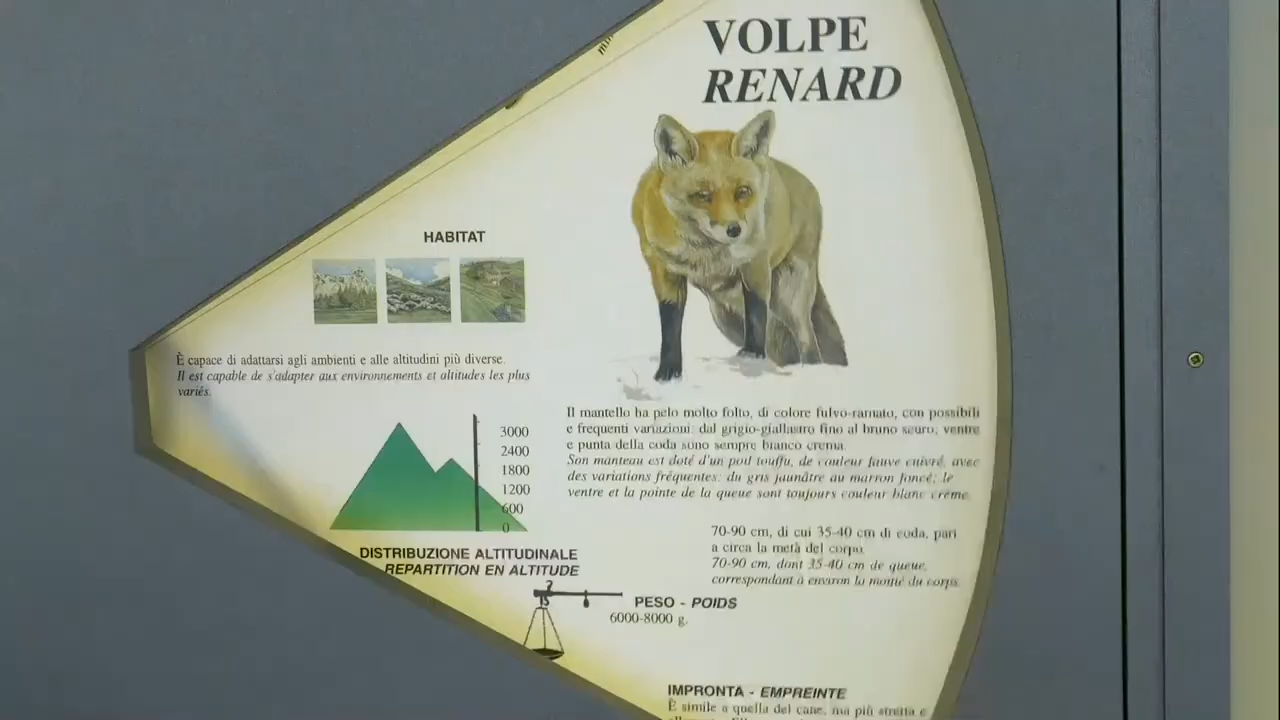 VOLPE
RENARD
HABITAT
È capace di adattarsi agli ambienti e alle altitudini più diverse.
Il est capable de s'adapter aux environnements et altitudes les plus
variés.
3000
2400
1800
1200
600
0
DISTRIBUZIONE ALTITUDINALE
REPARTITION EN ALTITUDE
Il mantello ha pelo molto folto, di colore fulvo-ramato, con possibili
e frequenti variazioni: dal grigio-giallastro fino al bruno scuro; ventre
e punta della coda sono sempre bianco crema.
Son manteau est doté d'un poil touffu, de couleur fauve cuivré, avec
des variations fréquentes: du gris jaunâtre au marron foncé; le
ventre et la pointe de la queue sont toujours couleur blanc crème.
70-90 cm, di cui 35-40 cm di coda, pari
a circa la metà del corpo.
70-90 cm, dont 35-40 cm de queue,
correspondant à environ la moitié du corps.
PESO - POIDS
6000-8000 g.
IMPRONTA - EMPREINTE
È simile a quella del cane, ma più stretta e